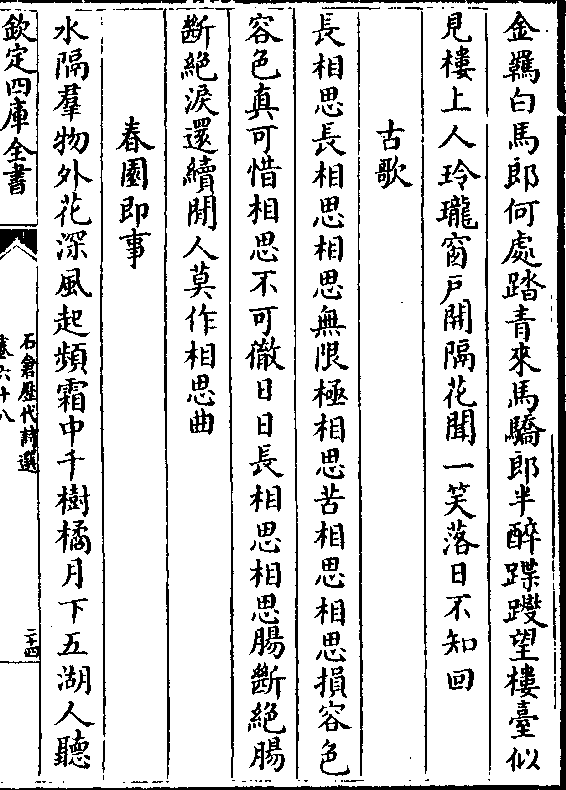 金羈白馬郎何處踏青來馬驕郎半醉蹀躞望樓臺似
見樓上人玲瓏窗戸開隔花聞一笑落日不知回
古歌
長相思長相思相思無限極相思苦相思相思損容色
容色真可惜相思不可徹日日長相思相思腸斷絶腸
斷絶淚還續閒人莫作相思曲
春園即事
水隔羣物外花深風起頻霜中千樹橘月下五湖人聽
欽定四庫全書
石倉歷代詩選
卷六十八
二十四